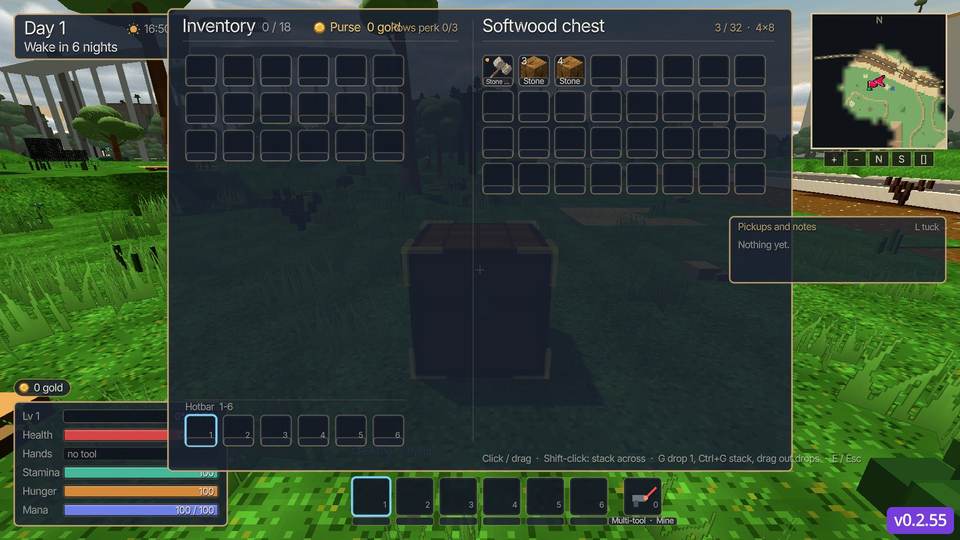 Day 1
16:50
Wake in 6 nights
Inventory 0 / 18
Purse 0 gold
Rows perk 0/3
Softwood chest
3 / 32 · 4×8
Stone ...
3
Stone
4
Stone
N
+ - N S []
Pickups and notes
L tuck
Nothing yet.
0 gold
Lv 1
Health
Hands no tool
Stamina 100
Hunger 100
Mana 100 / 100
Hotbar 1-6
1 2 3 4 5 6
Click / drag · Shift-click: stack across · G drop 1, Ctrl+G stack, drag out drops · E / Esc
1 2 3 4 5 6 0
Multi-tool · Mine
v0.2.55